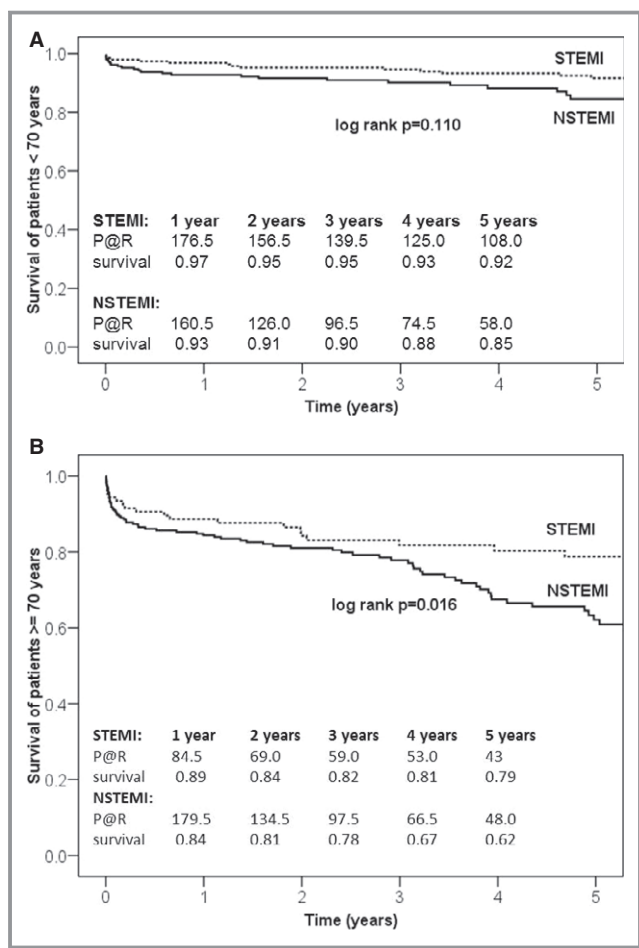 A
Survival of patients < 70 years
1.0
0.8
0.6
0.4
0.2
0.0
STEMI
NSTEMI
log rank p=0.110
STEMI: 1 year 2 years 3 years 4 years 5 years
P@R 176.5 156.5 139.5 125.0 108.0
survival 0.97 0.95 0.95 0.93 0.92
NSTEMI:
P@R 160.5 126.0 96.5 74.5 58.0
survival 0.93 0.91 0.90 0.88 0.85
0 1 2 3 4 5
Time (years)
B
Survival of patients >= 70 years
1.0
0.8
0.6
0.4
0.2
0.0
STEMI
NSTEMI
log rank p=0.016
STEMI: 1 year 2 years 3 years 4 years 5 years
P@R 84.5 69.0 59.0 53.0 43
survival 0.89 0.84 0.82 0.81 0.79
NSTEMI:
P@R 179.5 134.5 97.5 66.5 48.0
survival 0.84 0.81 0.78 0.67 0.62
0 1 2 3 4 5
Time (years)